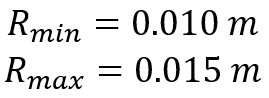 R_min = 0.010 m
R_max = 0.015 m